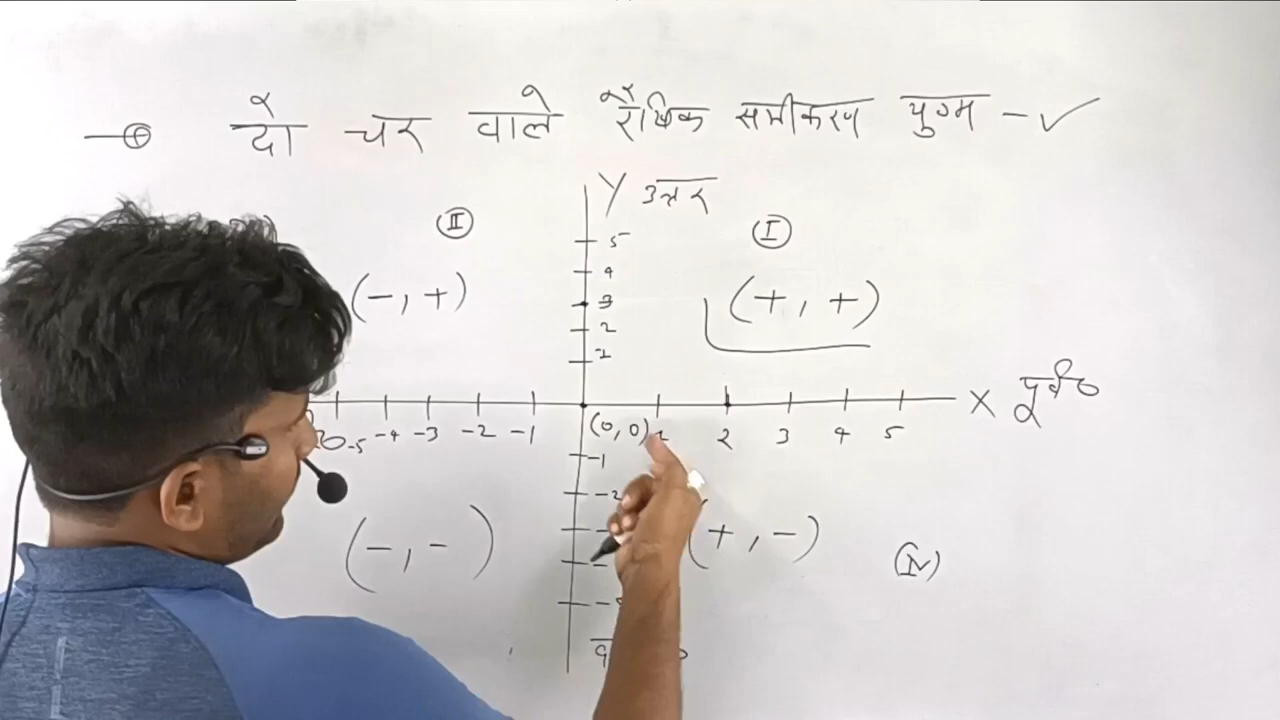 दो चर वाले रैखिक समीकरण युग्म - ✓
Y उत्तर
II
I
5
4
3
2
1
(-, +)
(+, +)
X पूर्व
-5 -4 -3 -2 -1 (0, 0) 1 2 3 4 5
-1
-2
(-, -)
(+, -)
IV